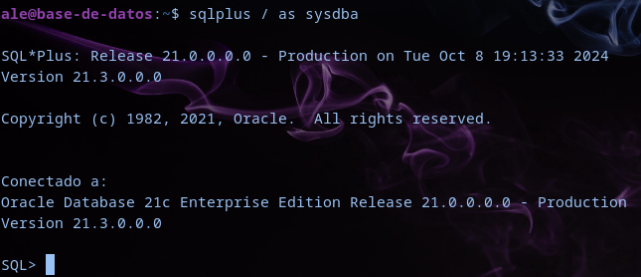 ale@base-de-datos:~$ sqlplus / as sysdba
SQL*Plus: Release 21.0.0.0.0 - Production on Tue Oct 8 19:13:33 2024
Version 21.3.0.0.0
Copyright (c) 1982, 2021, Oracle.  All rights reserved.
Conectado a:
Oracle Database 21c Enterprise Edition Release 21.0.0.0.0 - Production
Version 21.3.0.0.0
SQL>